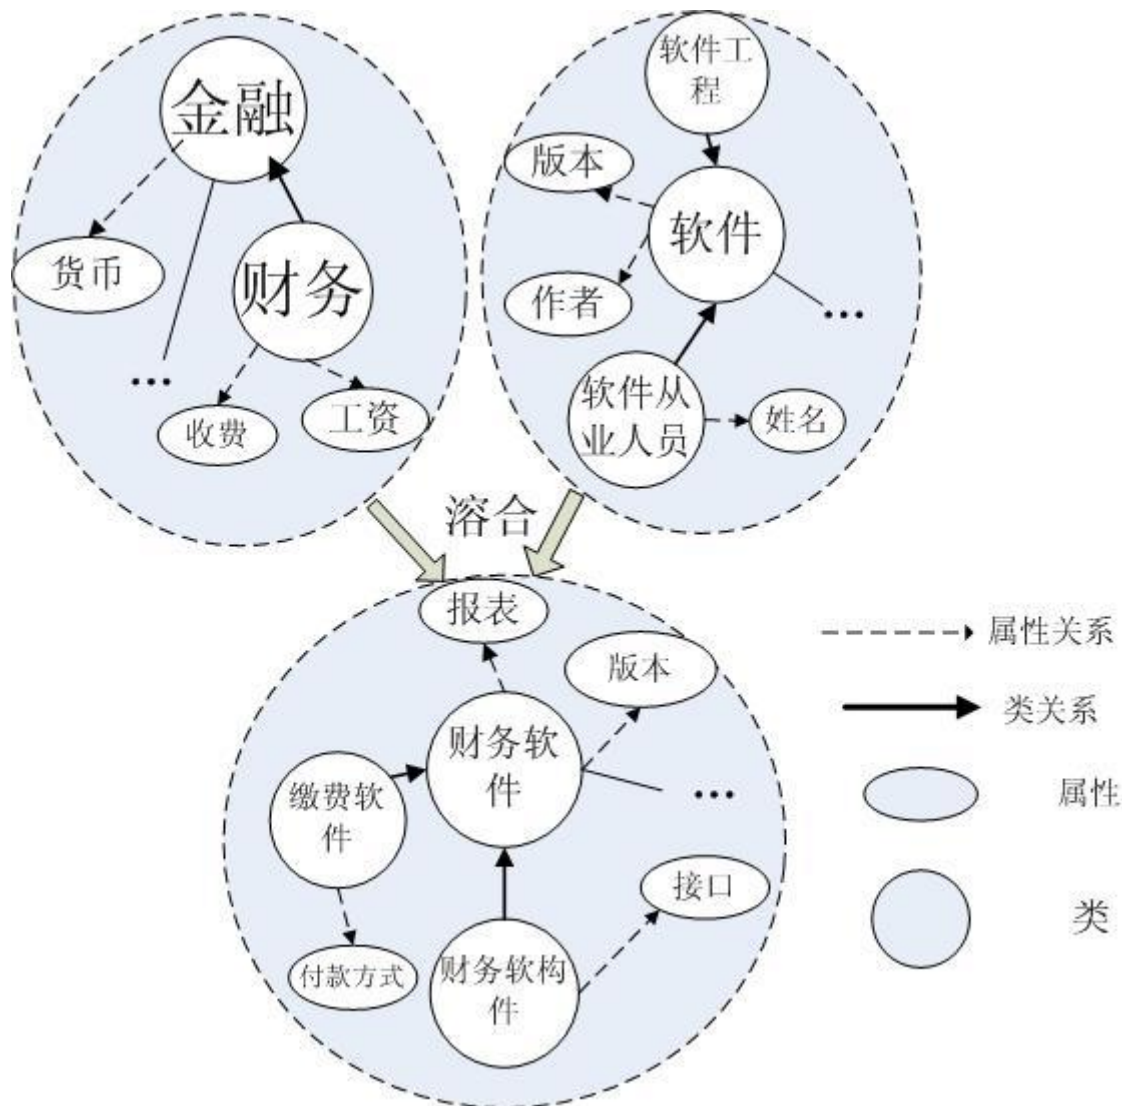 金融
货币
财务
...
收费
工资
软件工
程
版本
软件
作者
...
软件从
业人员
姓名
溶合
报表
版本
财务软
件
缴费软
件
...
接口
付款方式
财务软构
件
属性关系
类关系
属性
类